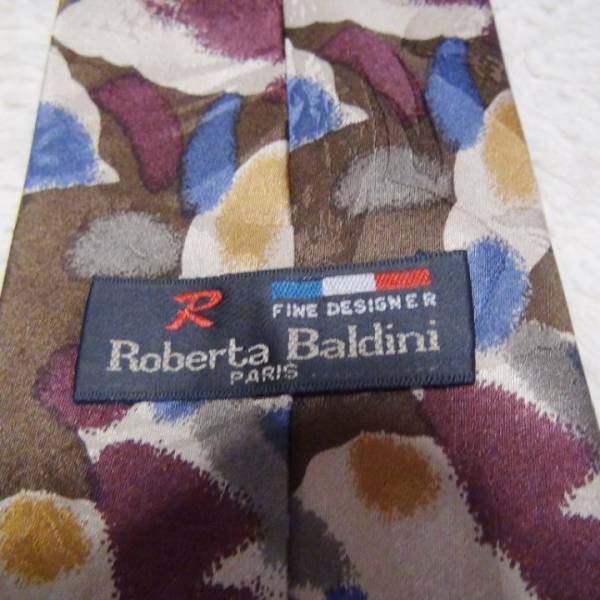 R
FINE DESIGNER
Roberta Baldini
PARIS